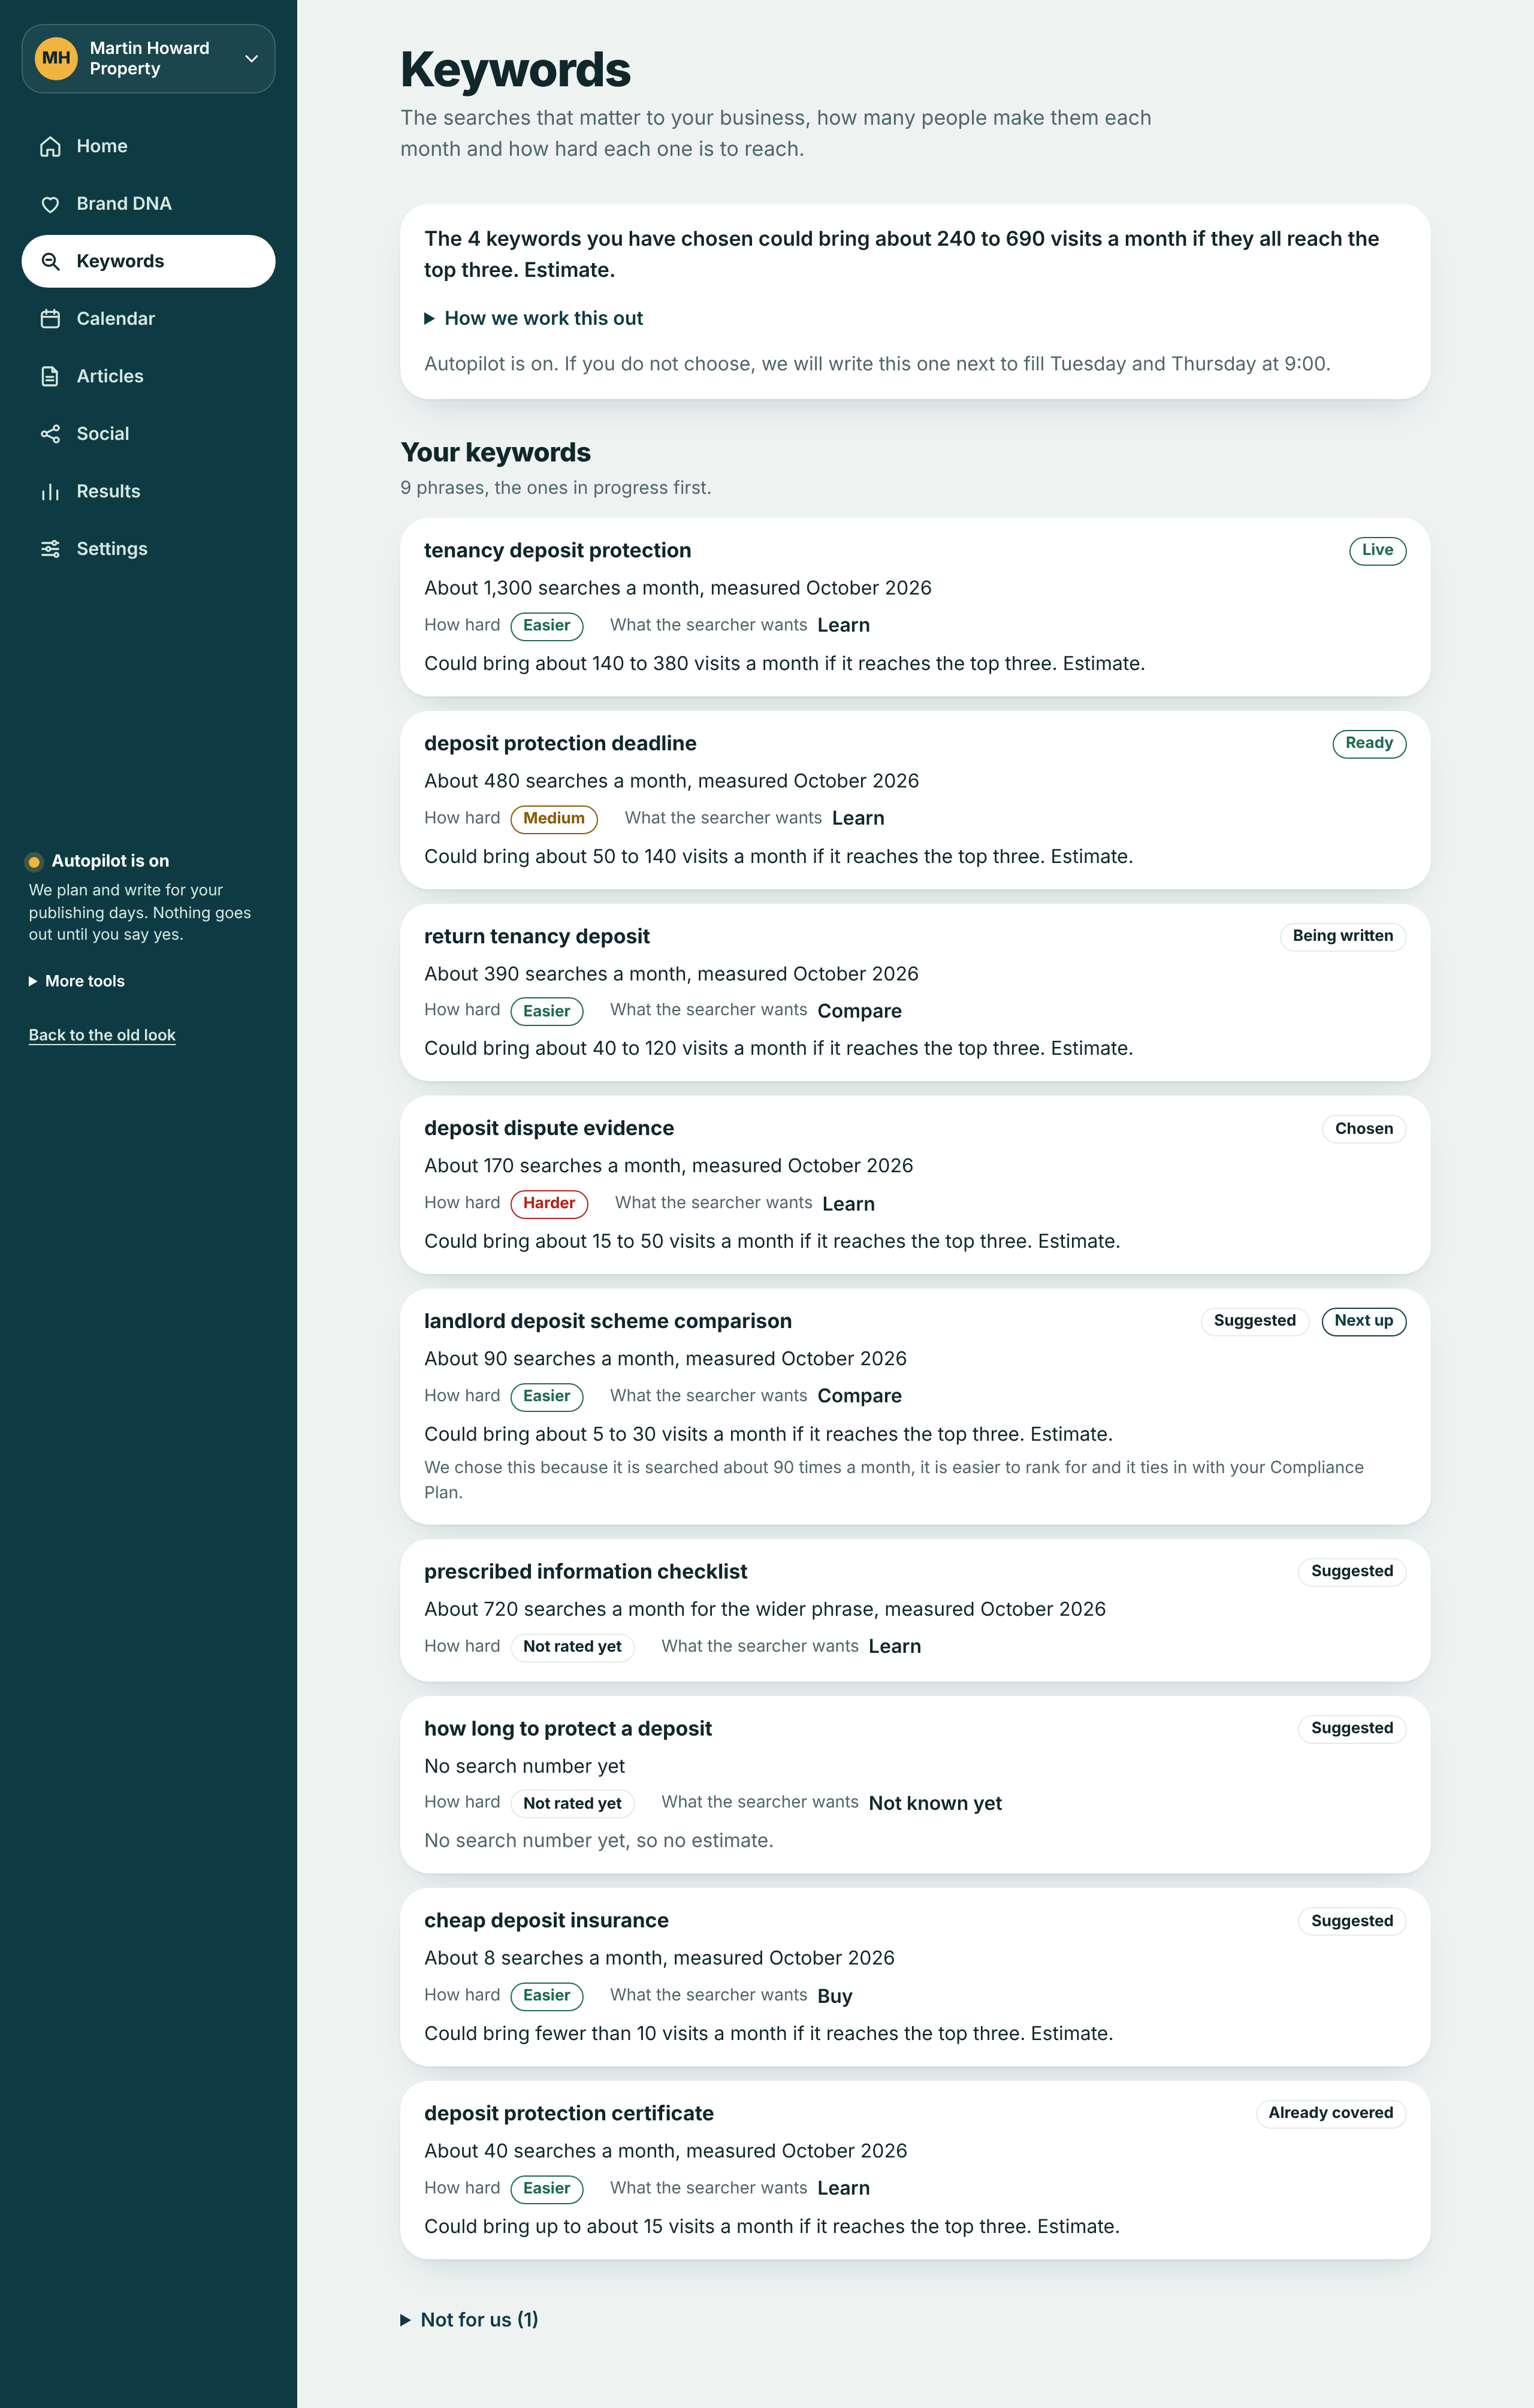 MH
Martin Howard
Property
Home
Brand DNA
Keywords
Calendar
Articles
Social
Results
Settings
Autopilot is on
We plan and write for your
publishing days. Nothing goes
out until you say yes.
More tools
Back to the old look
Keywords
The searches that matter to your business, how many people make them each
month and how hard each one is to reach.
The 4 keywords you have chosen could bring about 240 to 690 visits a month if they all reach the
top three. Estimate.
How we work this out
Autopilot is on. If you do not choose, we will write this one next to fill Tuesday and Thursday at 9:00.
Your keywords
9 phrases, the ones in progress first.
tenancy deposit protection Live
About 1,300 searches a month, measured October 2026
How hard Easier What the searcher wants Learn
Could bring about 140 to 380 visits a month if it reaches the top three. Estimate.
deposit protection deadline Ready
About 480 searches a month, measured October 2026
How hard Medium What the searcher wants Learn
Could bring about 50 to 140 visits a month if it reaches the top three. Estimate.
return tenancy deposit Being written
About 390 searches a month, measured October 2026
How hard Easier What the searcher wants Compare
Could bring about 40 to 120 visits a month if it reaches the top three. Estimate.
deposit dispute evidence Chosen
About 170 searches a month, measured October 2026
How hard Harder What the searcher wants Learn
Could bring about 15 to 50 visits a month if it reaches the top three. Estimate.
landlord deposit scheme comparison Suggested Next up
About 90 searches a month, measured October 2026
How hard Easier What the searcher wants Compare
Could bring about 5 to 30 visits a month if it reaches the top three. Estimate.
We chose this because it is searched about 90 times a month, it is easier to rank for and it ties in with your Compliance
Plan.
prescribed information checklist Suggested
About 720 searches a month for the wider phrase, measured October 2026
How hard Not rated yet What the searcher wants Learn
how long to protect a deposit Suggested
No search number yet
How hard Not rated yet What the searcher wants Not known yet
No search number yet, so no estimate.
cheap deposit insurance Suggested
About 8 searches a month, measured October 2026
How hard Easier What the searcher wants Buy
Could bring fewer than 10 visits a month if it reaches the top three. Estimate.
deposit protection certificate Already covered
About 40 searches a month, measured October 2026
How hard Easier What the searcher wants Learn
Could bring up to about 15 visits a month if it reaches the top three. Estimate.
Not for us (1)